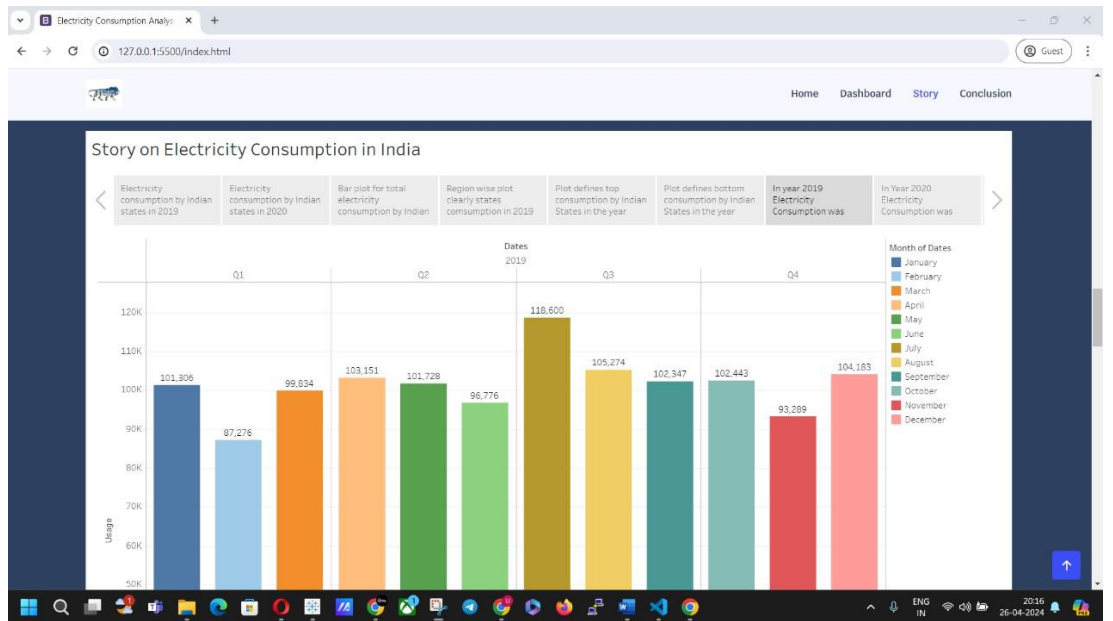 Electricity Consumption Analys
127.0.0.1:5500/index.html
Guest
Home Dashboard Story Conclusion
Story on Electricity Consumption in India
Electricity
consumption by Indian
states in 2019
Electricity
consumption by Indian
states in 2020
Bar plot for total
electricity
consumption by Indian
Region wise plot
clearly states
comsumption in 2019
Plot defines top
consumption by Indian
States in the year
Plot defines bottom
consumption by Indian
States in the year
In year 2019
Electricity
Consumption was
In Year 2020
Electricity
Consumption was
Dates
2019
Q1 Q2 Q3 Q4
Month of Dates
January
February
March
April
May
June
July
August
September
October
November
December
120K
110K
100K
90K
80K
70K
60K
50K
Usage
101,306
87,276
99,834
103,151
101,728
96,776
118,600
105,274
102,347
102,443
93,289
104,183
ENG
IN
20:16
26-04-2024